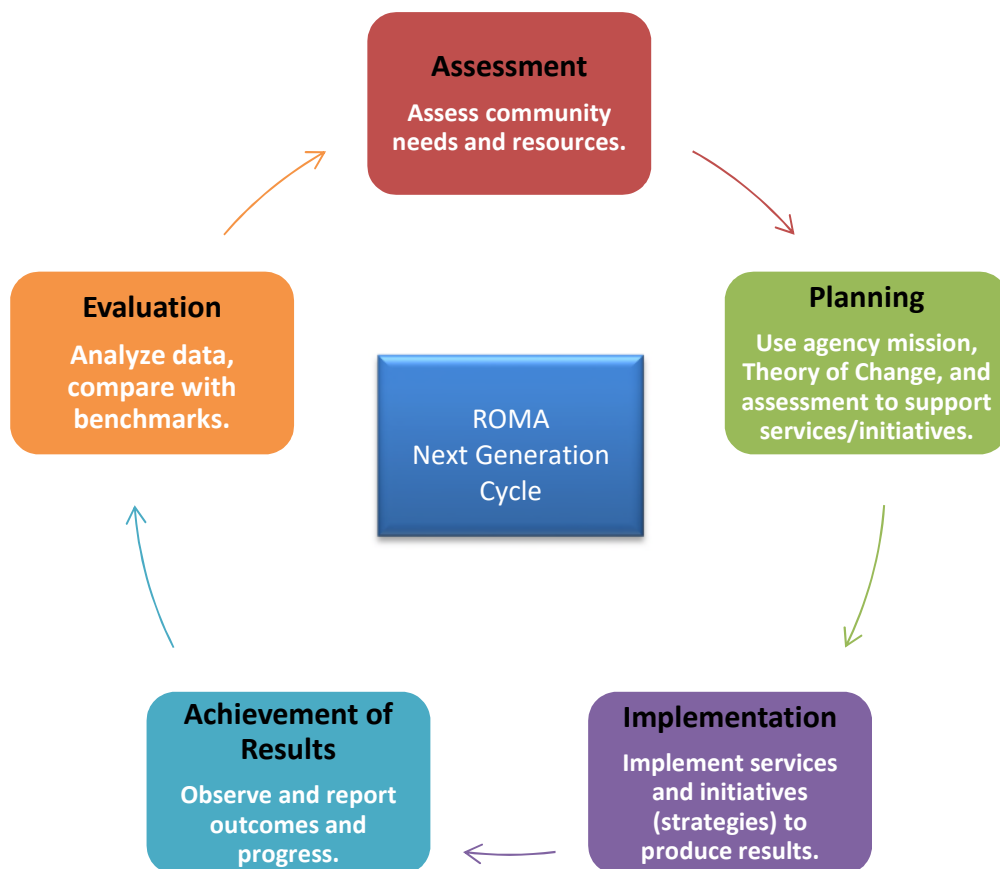 Assessment
Assess community
needs and resources.
Planning
Use agency mission,
Theory of Change, and
assessment to support
services/initiatives.
Implementation
Implement services
and initiatives
(strategies) to
produce results.
Achievement of
Results
Observe and report
outcomes and
progress.
Evaluation
Analyze data,
compare with
benchmarks.
ROMA
Next Generation
Cycle